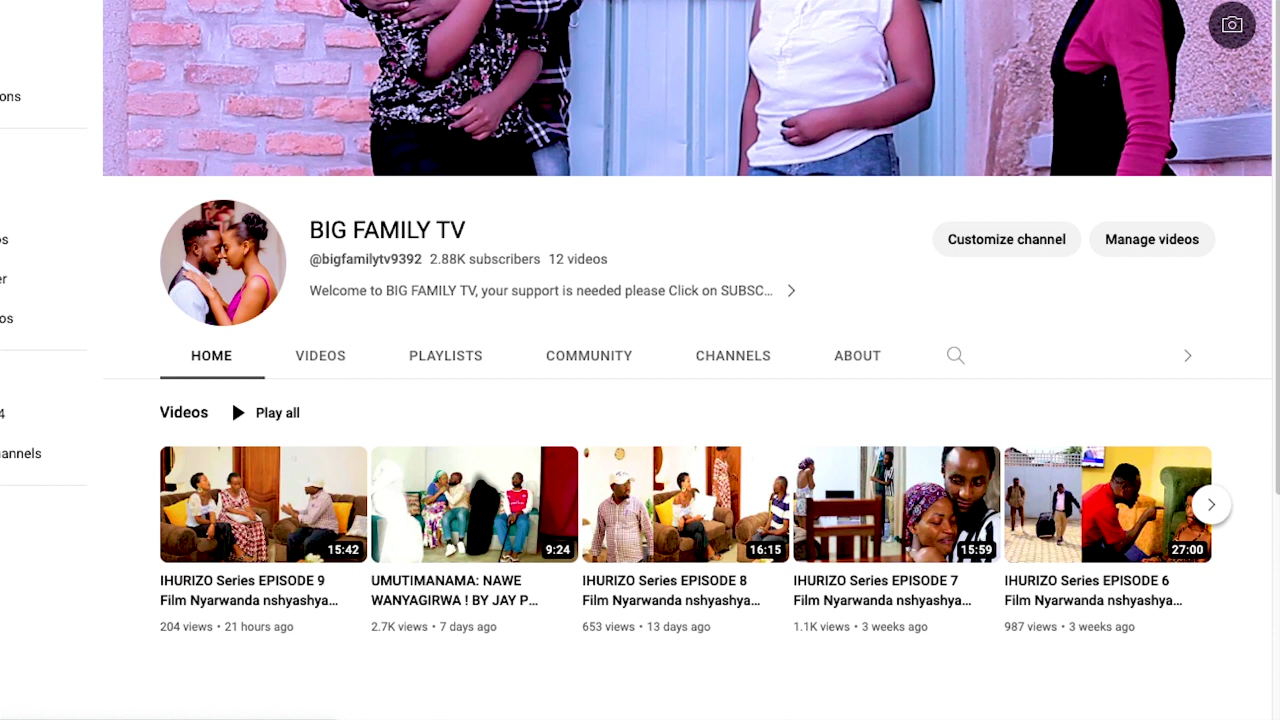 ons
s
er
os
4
annels
BIG FAMILY TV
@bigfamilytv9392 2.88K subscribers 12 videos
Welcome to BIG FAMILY TV, your support is needed please Click on SUBSC...
Customize channel
Manage videos
HOME VIDEOS PLAYLISTS COMMUNITY CHANNELS ABOUT
Videos Play all
15:42
IHURIZO Series EPISODE 9
Film Nyarwanda nshyashya...
204 views • 21 hours ago
9:24
UMUTIMANAMA: NAWE
WANYAGIRWA ! BY JAY P...
2.7K views • 7 days ago
16:15
IHURIZO Series EPISODE 8
Film Nyarwanda nshyashya...
653 views • 13 days ago
15:59
IHURIZO Series EPISODE 7
Film Nyarwanda nshyashya...
1.1K views • 3 weeks ago
27:00
IHURIZO Series EPISODE 6
Film Nyarwanda nshyashya...
987 views • 3 weeks ago